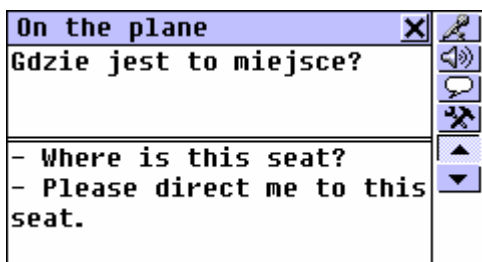 On the plane
Gdzie jest to miejsce?
- Where is this seat?
- Please direct me to this
seat.